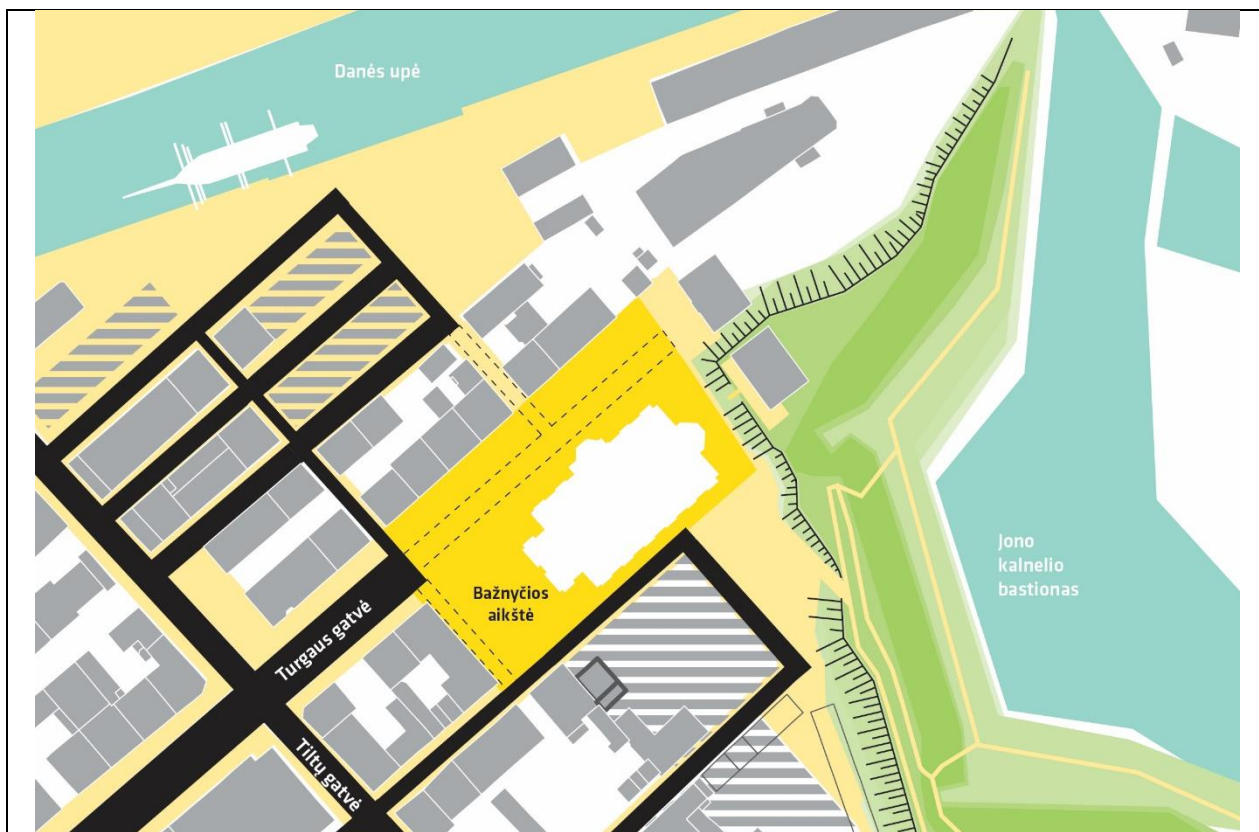 Danės upė
Jono
kalnelio
bastionas
Bažnyčios
aikštė
Turgaus gatvė
Tiltų gatvė